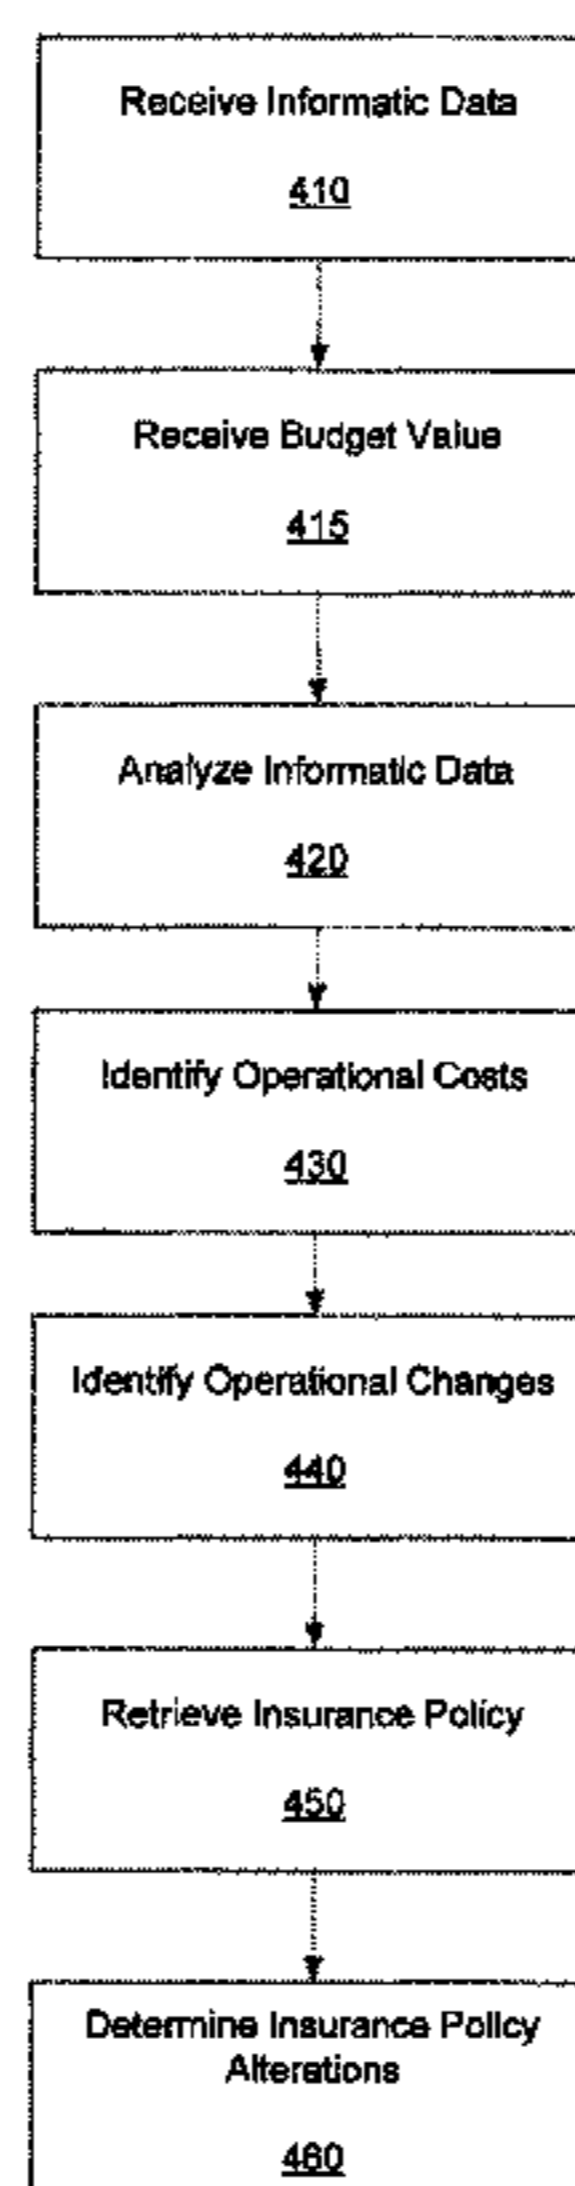 Receive Informatic Data
410
Receive Budget Value
415
Analyze Informatic Data
420
Identify Operational Costs
430
Identify Operational Changes
440
Retrieve Insurance Policy
450
Determine Insurance Policy
Alterations
460